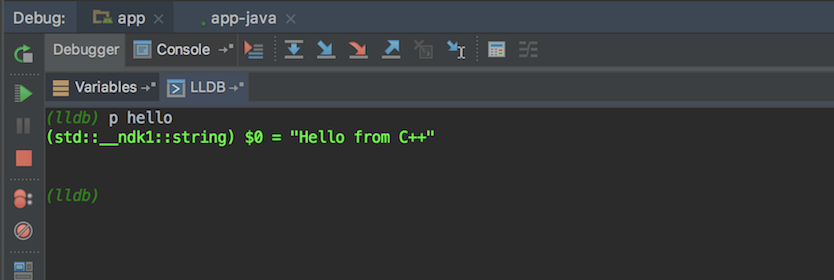 Debug: app app-java
Debugger Console
Variables LLDB
(lldb) p hello
(std::__ndk1::string) $0 = "Hello from C++"
(lldb)